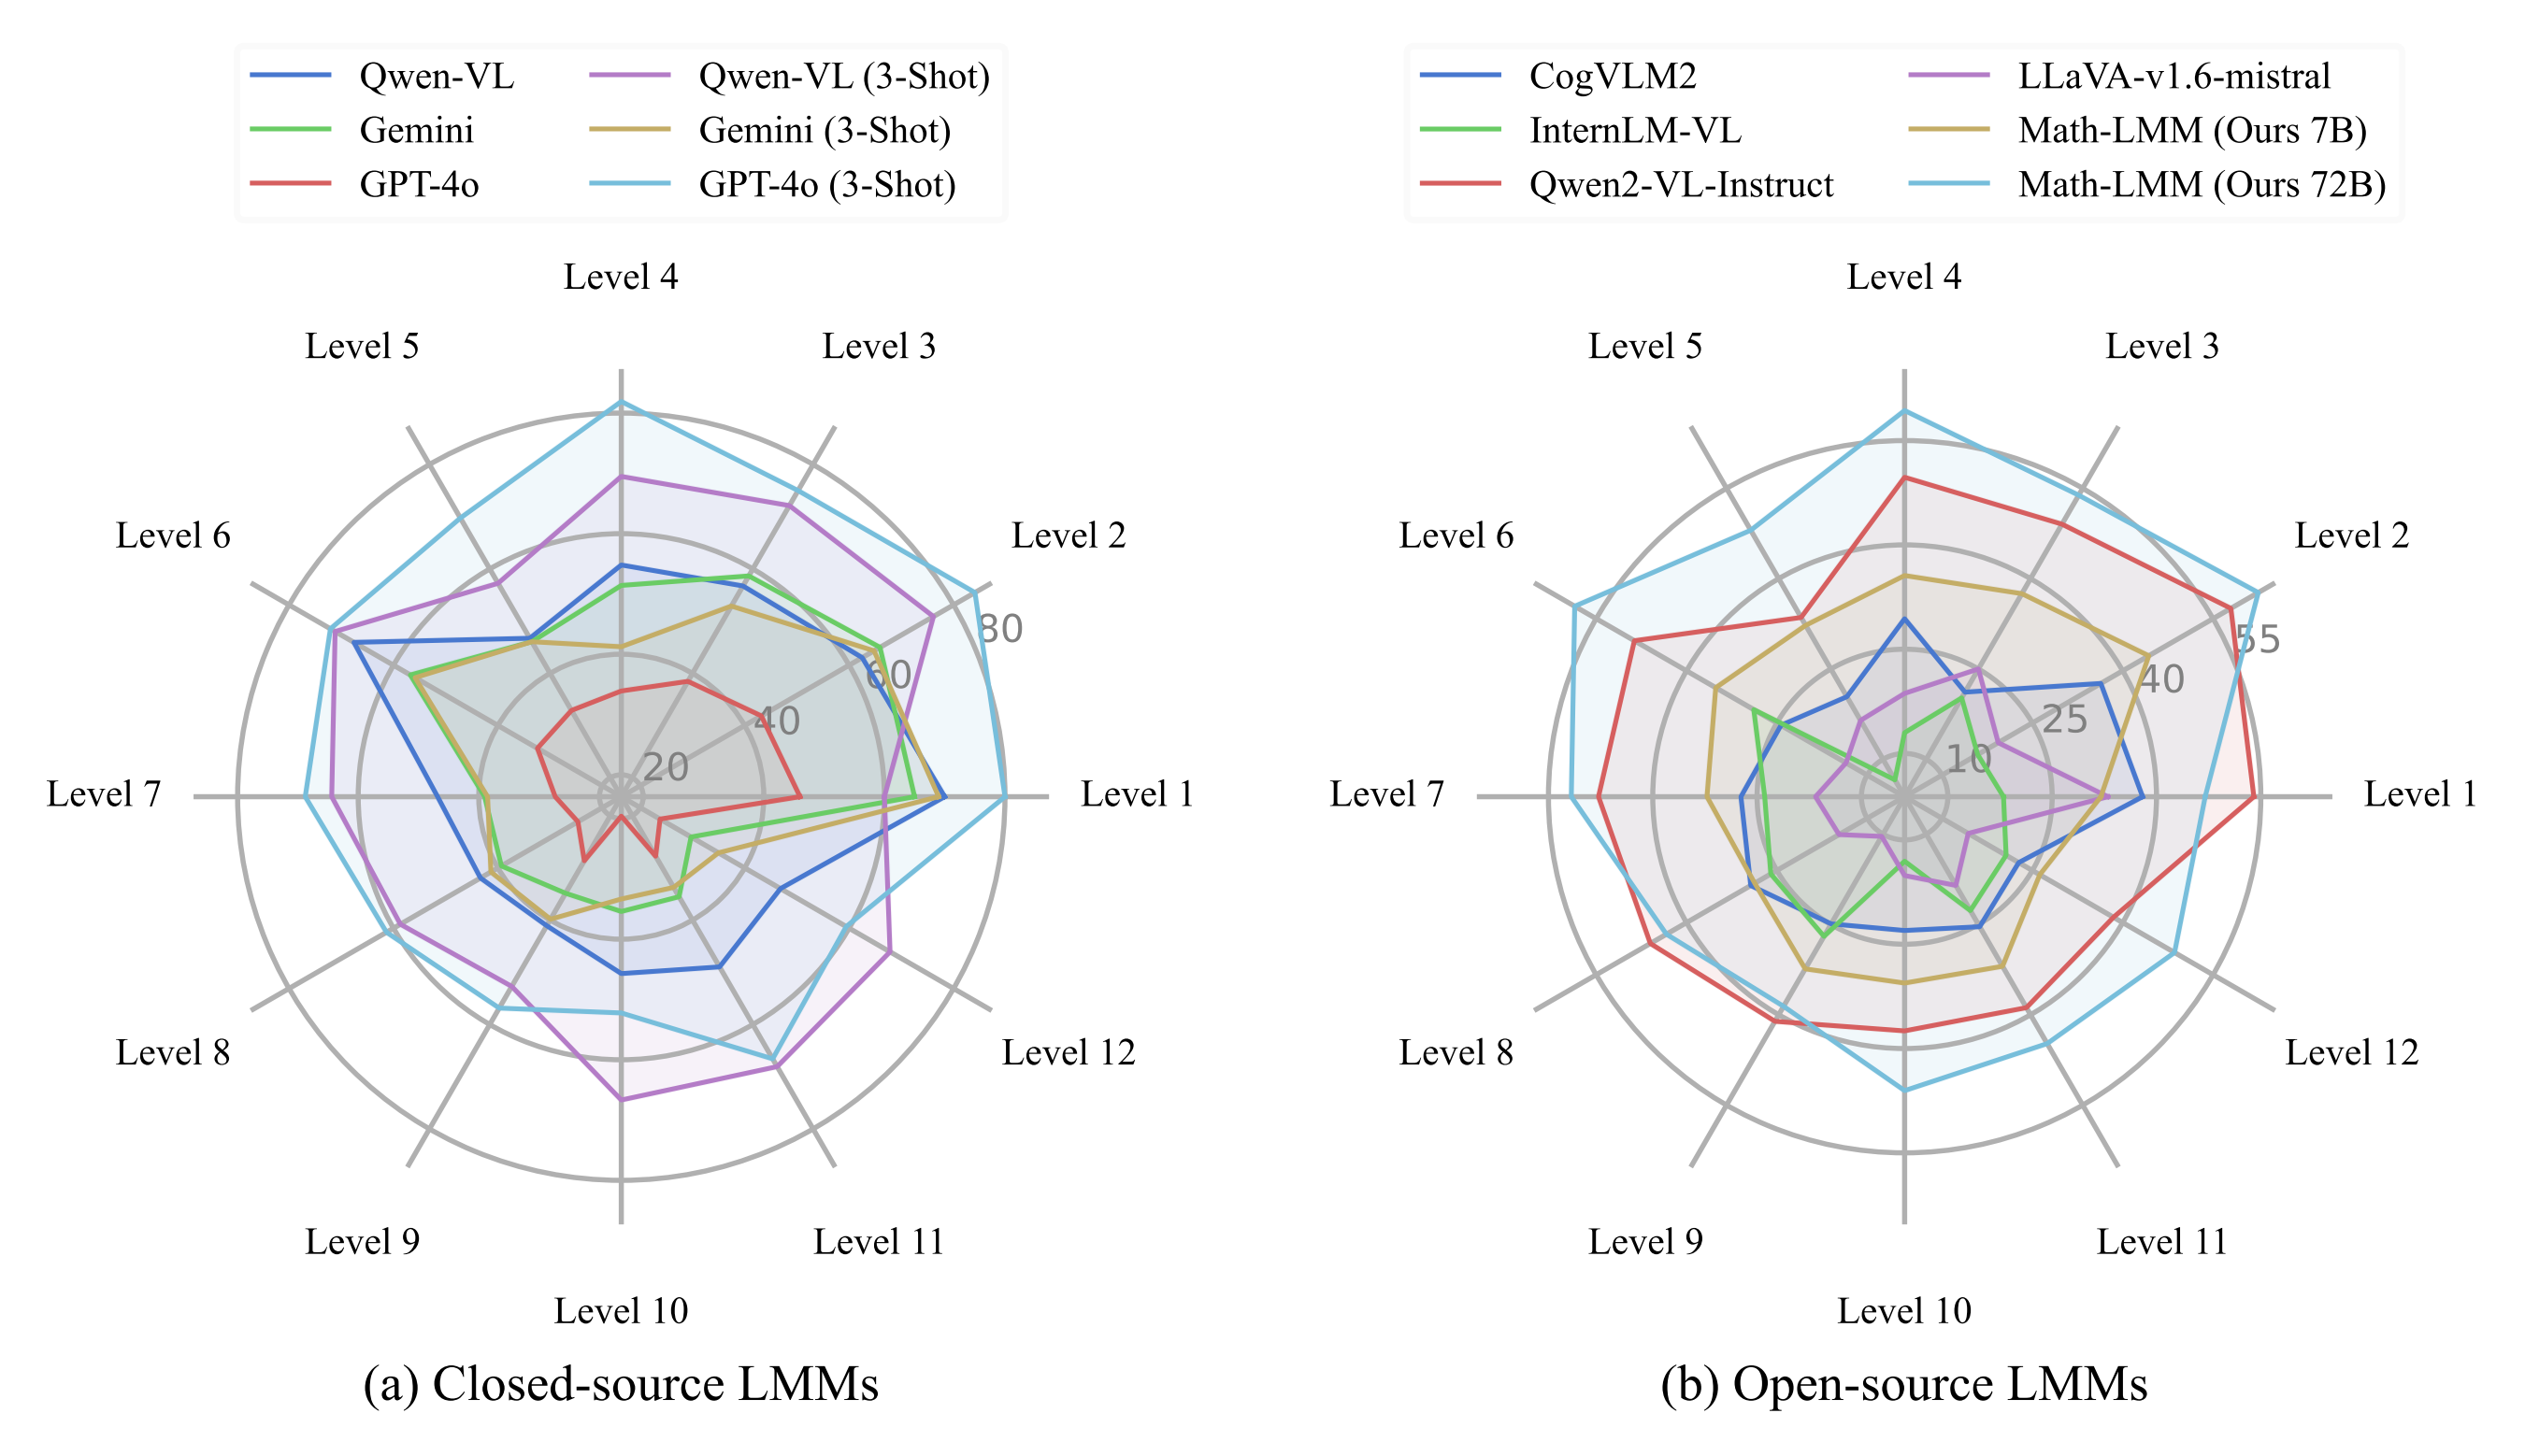 Qwen-VL
Gemini
GPT-4o
Qwen-VL (3-Shot)
Gemini (3-Shot)
GPT-4o (3-Shot)
Level 4
Level 5
Level 3
Level 6
Level 2
80
60
40
20
Level 7
Level 1
Level 8
Level 12
Level 9
Level 11
Level 10
(a) Closed-source LMMs
CogVLM2
InternLM-VL
Qwen2-VL-Instruct
LLaVA-v1.6-mistral
Math-LMM (Ours 7B)
Math-LMM (Ours 72B)
Level 4
Level 5
Level 3
Level 6
Level 2
55
40
25
10
Level 7
Level 1
Level 8
Level 12
Level 9
Level 11
Level 10
(b) Open-source LMMs